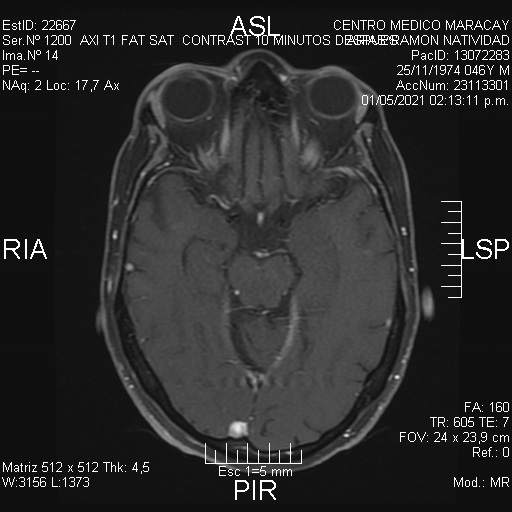 EstID: 22667
ASL
CENTRO MEDICO MARACAY
Ser.Nº 1200 AXI T1 FAT SAT CONTRAST 10 MINUTOS
RAMON NATIVIDAD
Ima.Nº 14
PacID: 13072283
PE= --
25/11/1974 046Y M
NAq: 2 Loc: 17,7 Ax
AccNum: 23113301
01/05/2021 02:13:11 p.m.
RIA
LSP
FA: 160
TR: 605 TE: 7
FOV: 24 x 23,9 cm
Ref.: 0
Matriz 512 x 512 Thk: 4,5
Esc 1=5 mm
W:3156 L:1373
PIR
Mod.: MR